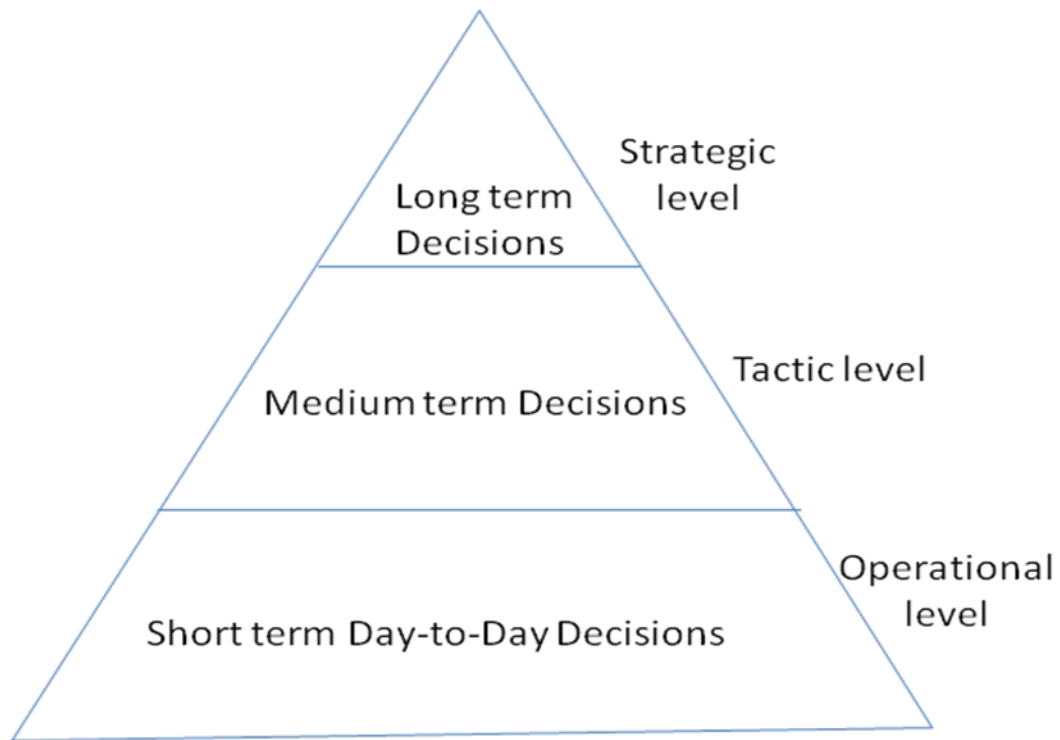 Strategic
level
Long term
Decisions
Tactic level
Medium term Decisions
Operational
level
Short term Day-to-Day Decisions